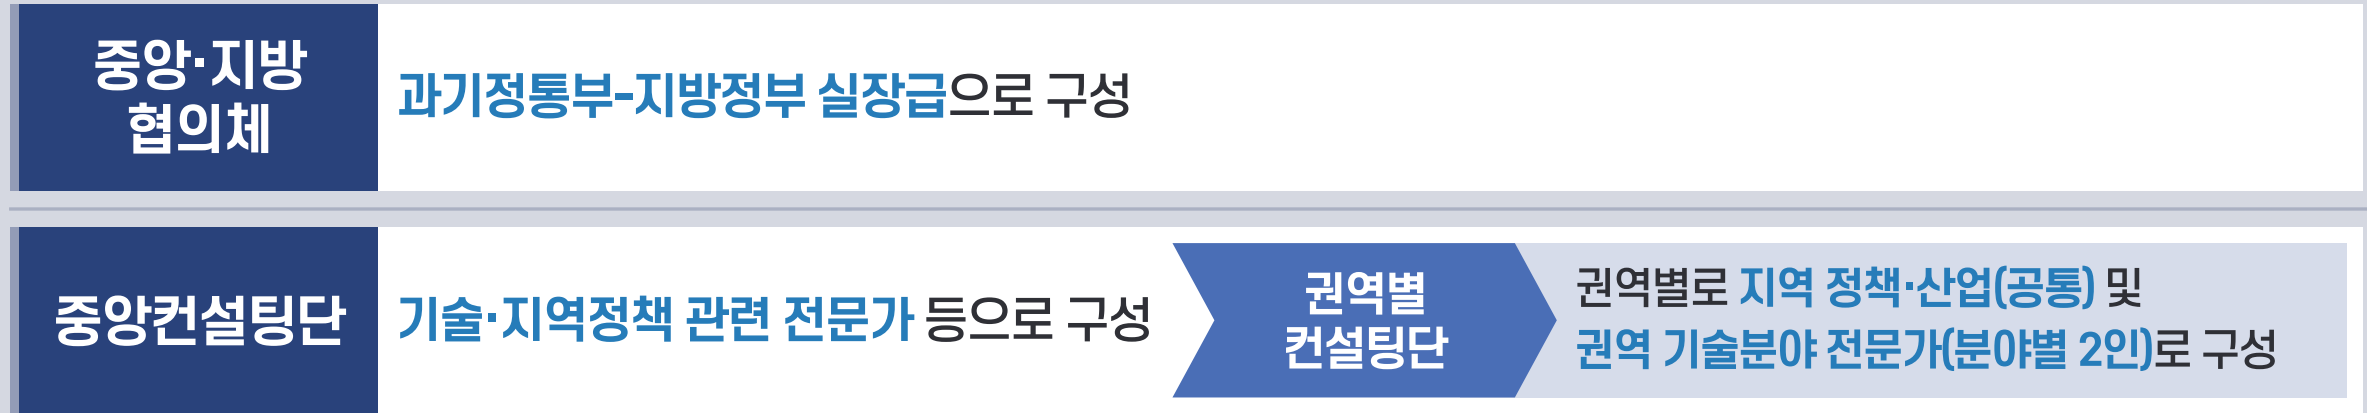 중앙·지방
협의체
과기정통부-지방정부 실장급으로 구성
중앙컨설팅단
기술·지역정책 관련 전문가 등으로 구성
권역별
컨설팅단
권역별로 지역 정책·산업(공통) 및
권역 기술분야 전문가(분야별 2인)로 구성